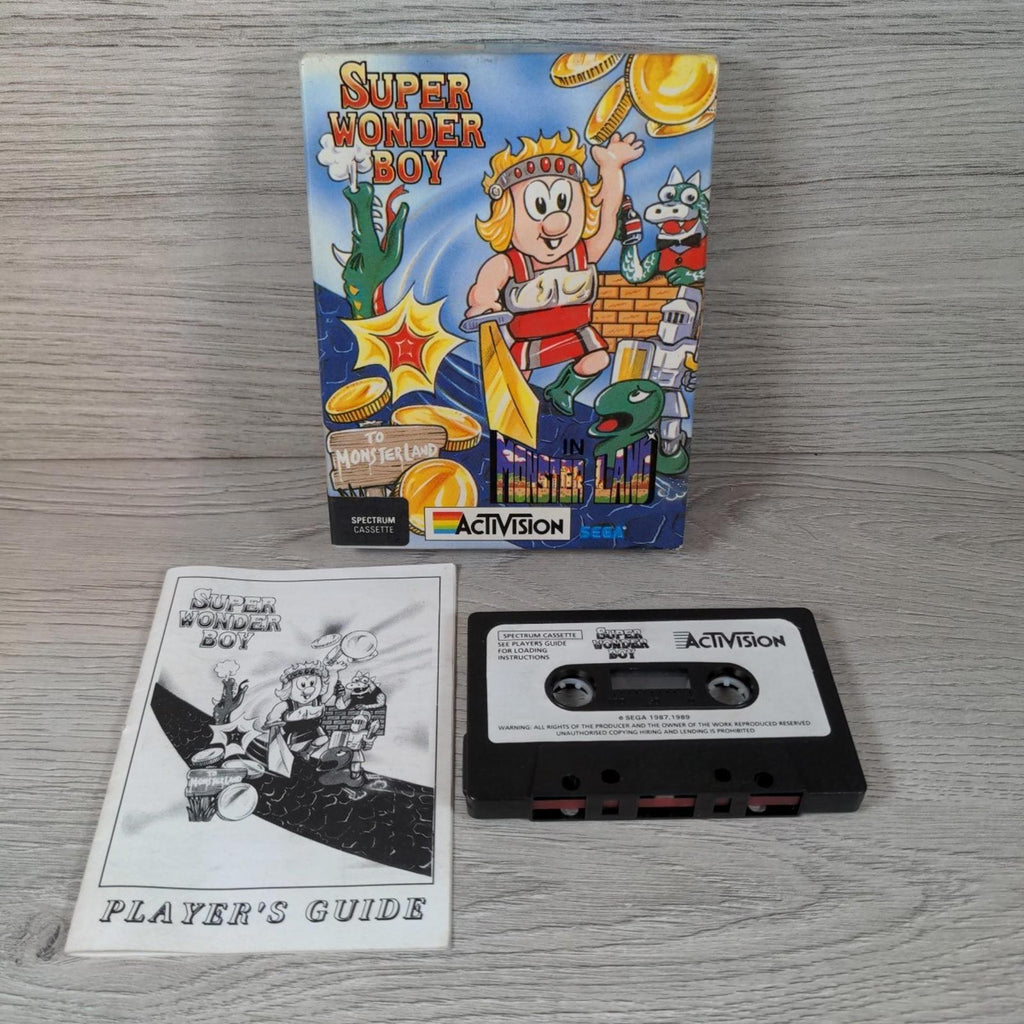 SUPER
WONDER
BOY
TO
MONSTERLAND
IN
MONSTER LAND
SPECTRUM
CASSETTE
ACTIVISION
SEGA
SUPER
WONDER
BOY
TO
MONSTERLAND
PLAYER'S GUIDE
SPECTRUM CASSETTE
SEE PLAYERS GUIDE
FOR LOADING
INSTRUCTIONS
SUPER
WONDER
BOY
ACTIVISION
© SEGA 1987.1989
WARNING: ALL RIGHTS OF THE PRODUCER AND THE OWNER OF THE WORK REPRODUCED RESERVED
UNAUTHORISED COPYING HIRING AND LENDING IS PROHIBITED